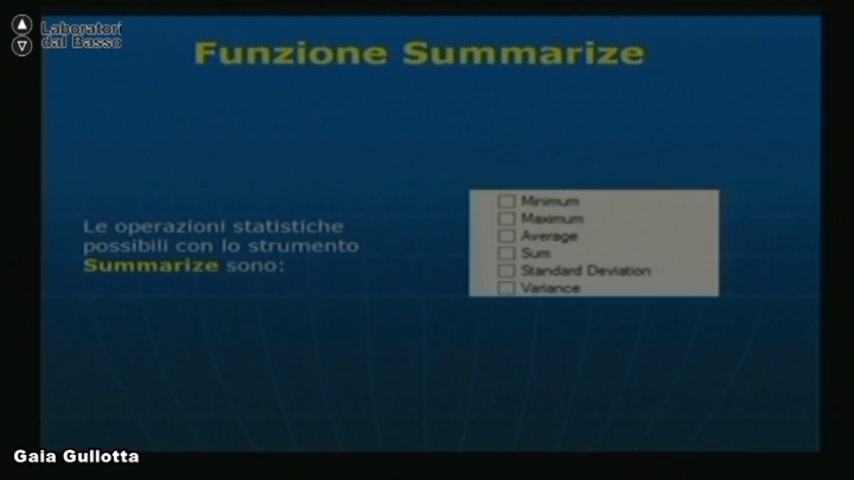 Laboratori
dal Basso
Funzione Summarize
Le operazioni statistiche
possibili con lo strumento
Summarize sono:
Minimum
Maximum
Average
Sum
Standard Deviation
Variance
Gaia Gullotta